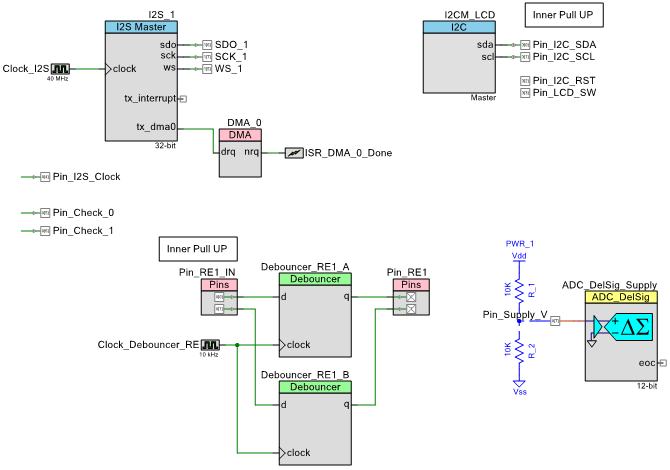 I2S_1
I2S Master
sdo
SDO_1
sck
SCK_1
ws
WS_1
Clock_I2S
40 MHz
clock
tx_interrupt
tx_dma0
32-bit
DMA_0
DMA
drq
nrq
ISR_DMA_0_Done
I2CM_LCD
I2C
sda
Pin_I2C_SDA
scl
Pin_I2C_SCL
Master
Inner Pull UP
Pin_I2C_RST
Pin_LCD_SW
Pin_I2S_Clock
Pin_Check_0
Pin_Check_1
Inner Pull UP
Pin_RE1_IN
Pins
Debouncer_RE1_A
Debouncer
d
q
clock
Pin_RE1
Pins
Clock_Debouncer_RE
10 kHz
Debouncer_RE1_B
Debouncer
d
q
clock
PWR_1
Vdd
10K
R_1
Pin_Supply_V
10K
R_2
Vss
ADC_DelSig_Supply
ADC_DelSig
+
-
ΔΣ
eoc
12-bit